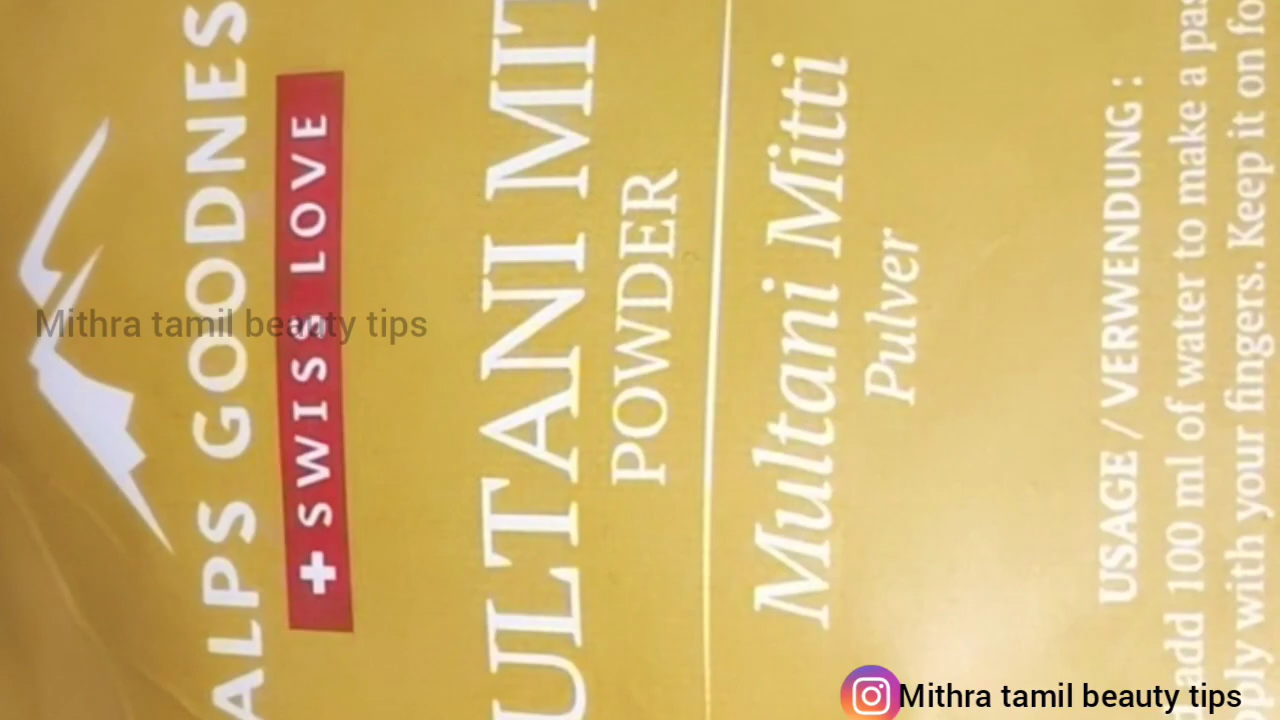 ALPS GOODNES
SWISS LOVE
ULTANI MIT
POWDER
Multani Mitti
Pulver
USAGE / VERWENDUNG :
add 100 ml of water to make a pas
ply with your fingers. Keep it on fo
Mithra tamil beauty tips
Mithra tamil beauty tips